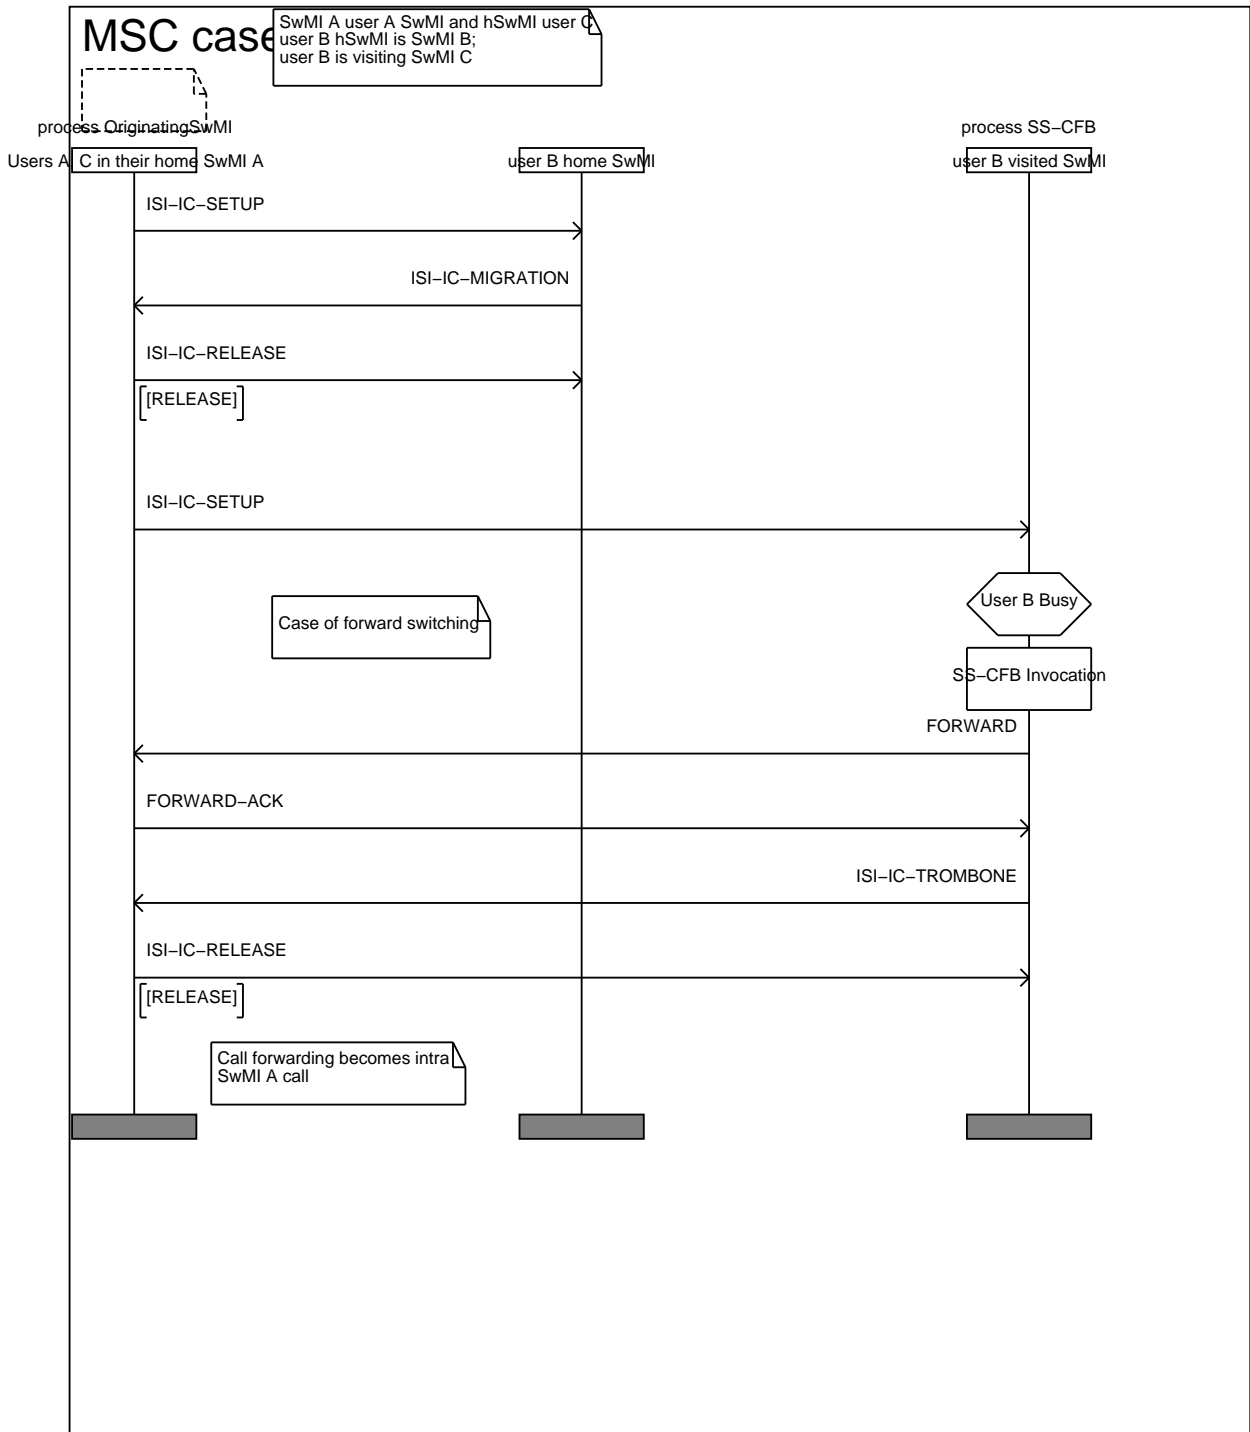 MSC case
SwMI A user A SwMI and hSwMI user C
user B hSwMI is SwMI B;
user B is visiting SwMI C
process OriginatingSwMI
process SS−CFB
Users A, C in their home SwMI A
user B home SwMI
user B visited SwMI
ISI−IC−SETUP
ISI−IC−MIGRATION
ISI−IC−RELEASE
[RELEASE]
ISI−IC−SETUP
User B Busy
Case of forward switching
SS−CFB Invocation
FORWARD
FORWARD−ACK
ISI−IC−TROMBONE
ISI−IC−RELEASE
[RELEASE]
Call forwarding becomes intra
SwMI A call